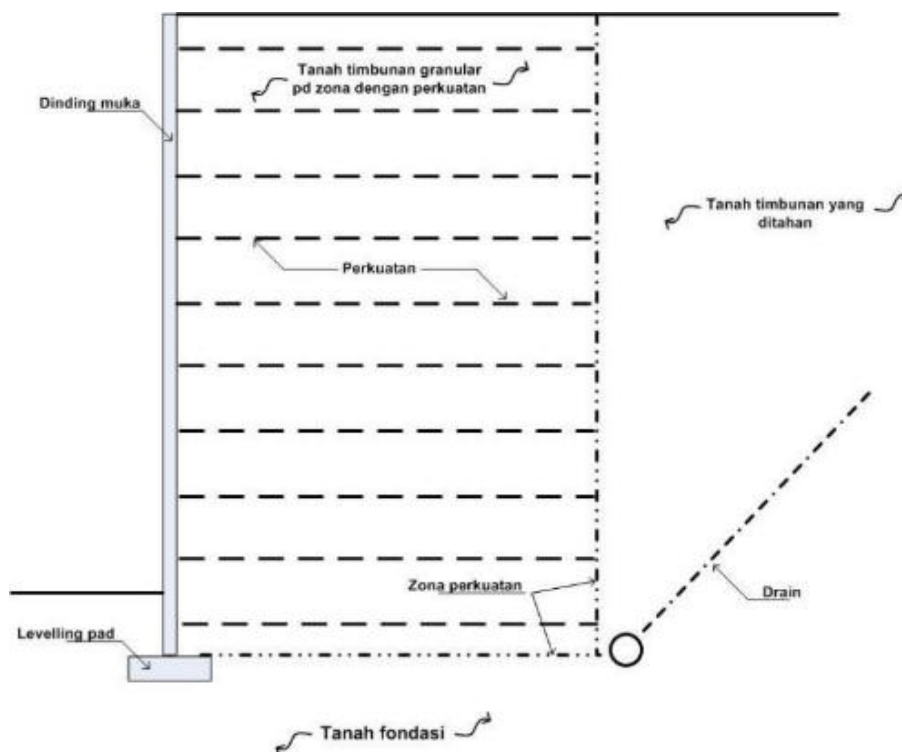 Tanah timbunan granular
pd zona dengan perkuatan
Dinding muka
Tanah timbunan yang
ditahan
Perkuatan
Zona perkuatan
Drain
Levelling pad
Tanah fondasi